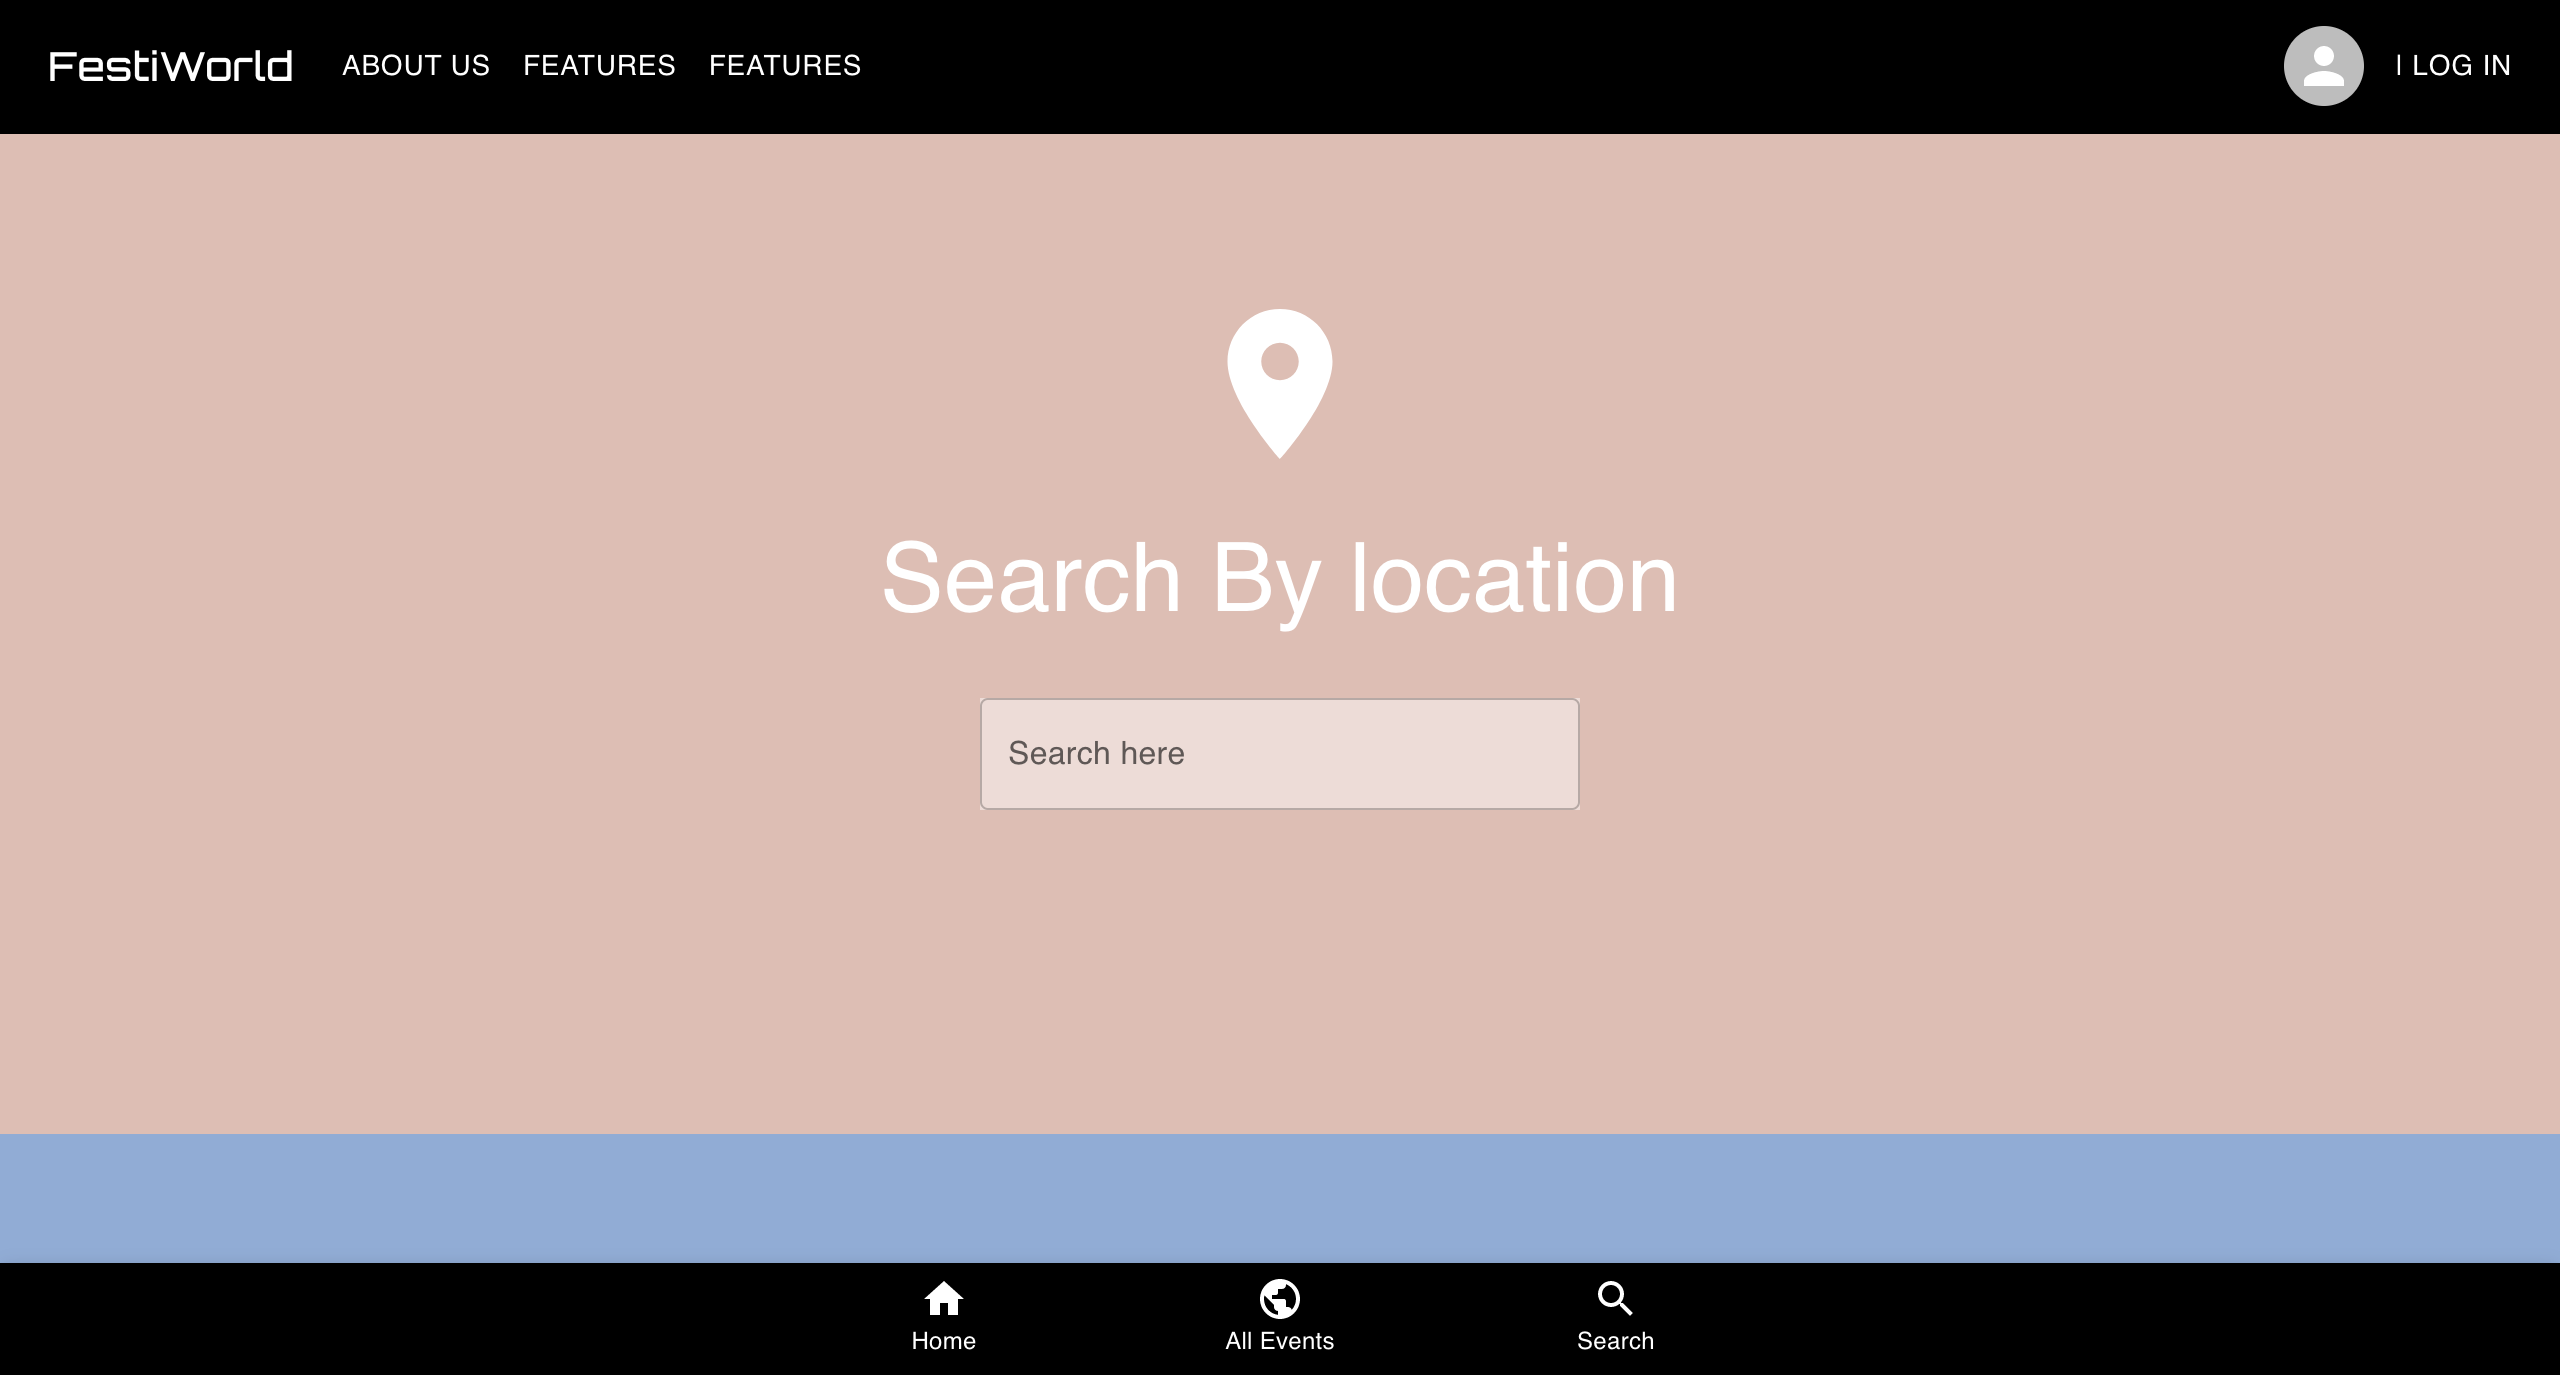 FestiWorld ABOUT US FEATURES FEATURES I LOG IN
Search By location
Search here
Home All Events Search